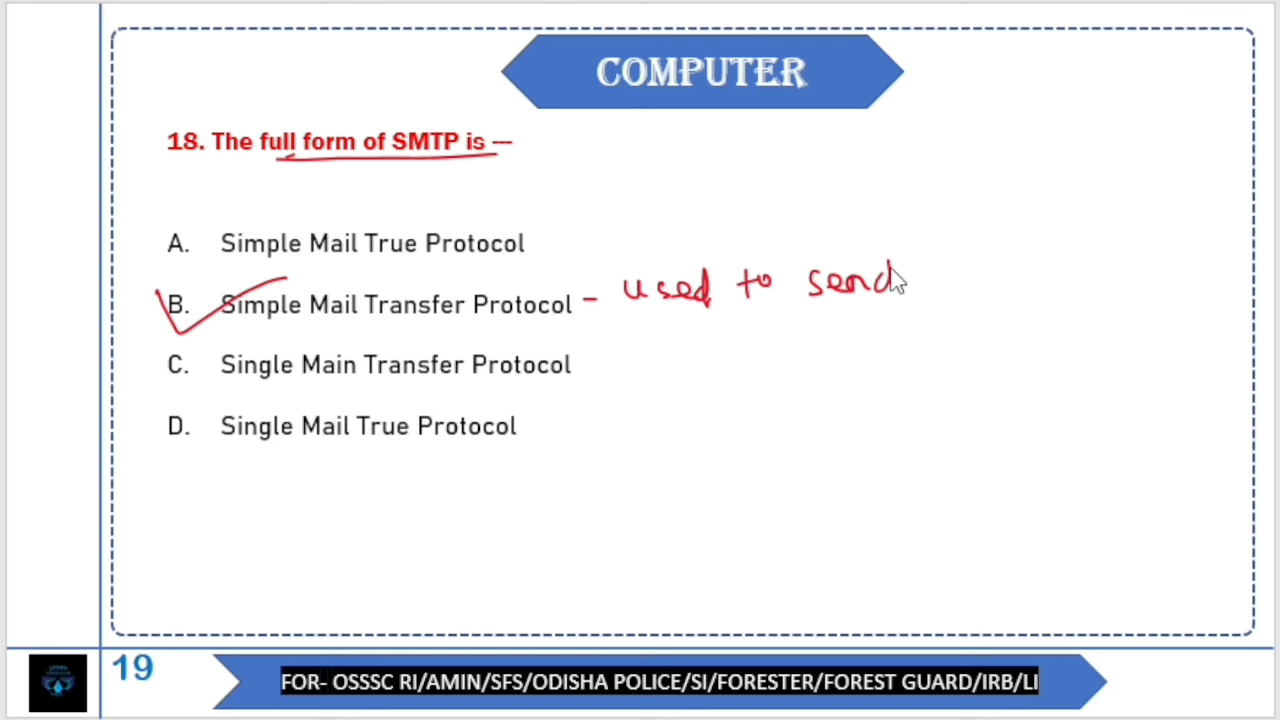 COMPUTER
18. The full form of SMTP is ---
A. Simple Mail True Protocol
B. Simple Mail Transfer Protocol - used to send
C. Single Main Transfer Protocol
D. Single Mail True Protocol
19
FOR- OSSSC RI/AMIN/SFS/ODISHA POLICE/SI/FORESTER/FOREST GUARD/IRB/LI